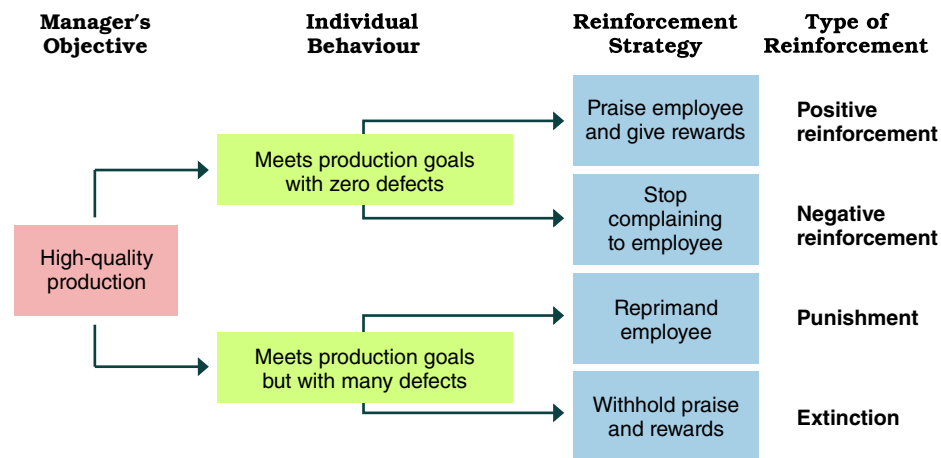 Manager's
Objective
Individual
Behaviour
Reinforcement
Strategy
Type of
Reinforcement
High-quality
production
Meets production goals
with zero defects
Praise employee
and give rewards
Positive
reinforcement
Stop
complaining
to employee
Negative
reinforcement
Meets production goals
but with many defects
Reprimand
employee
Punishment
Withhold praise
and rewards
Extinction